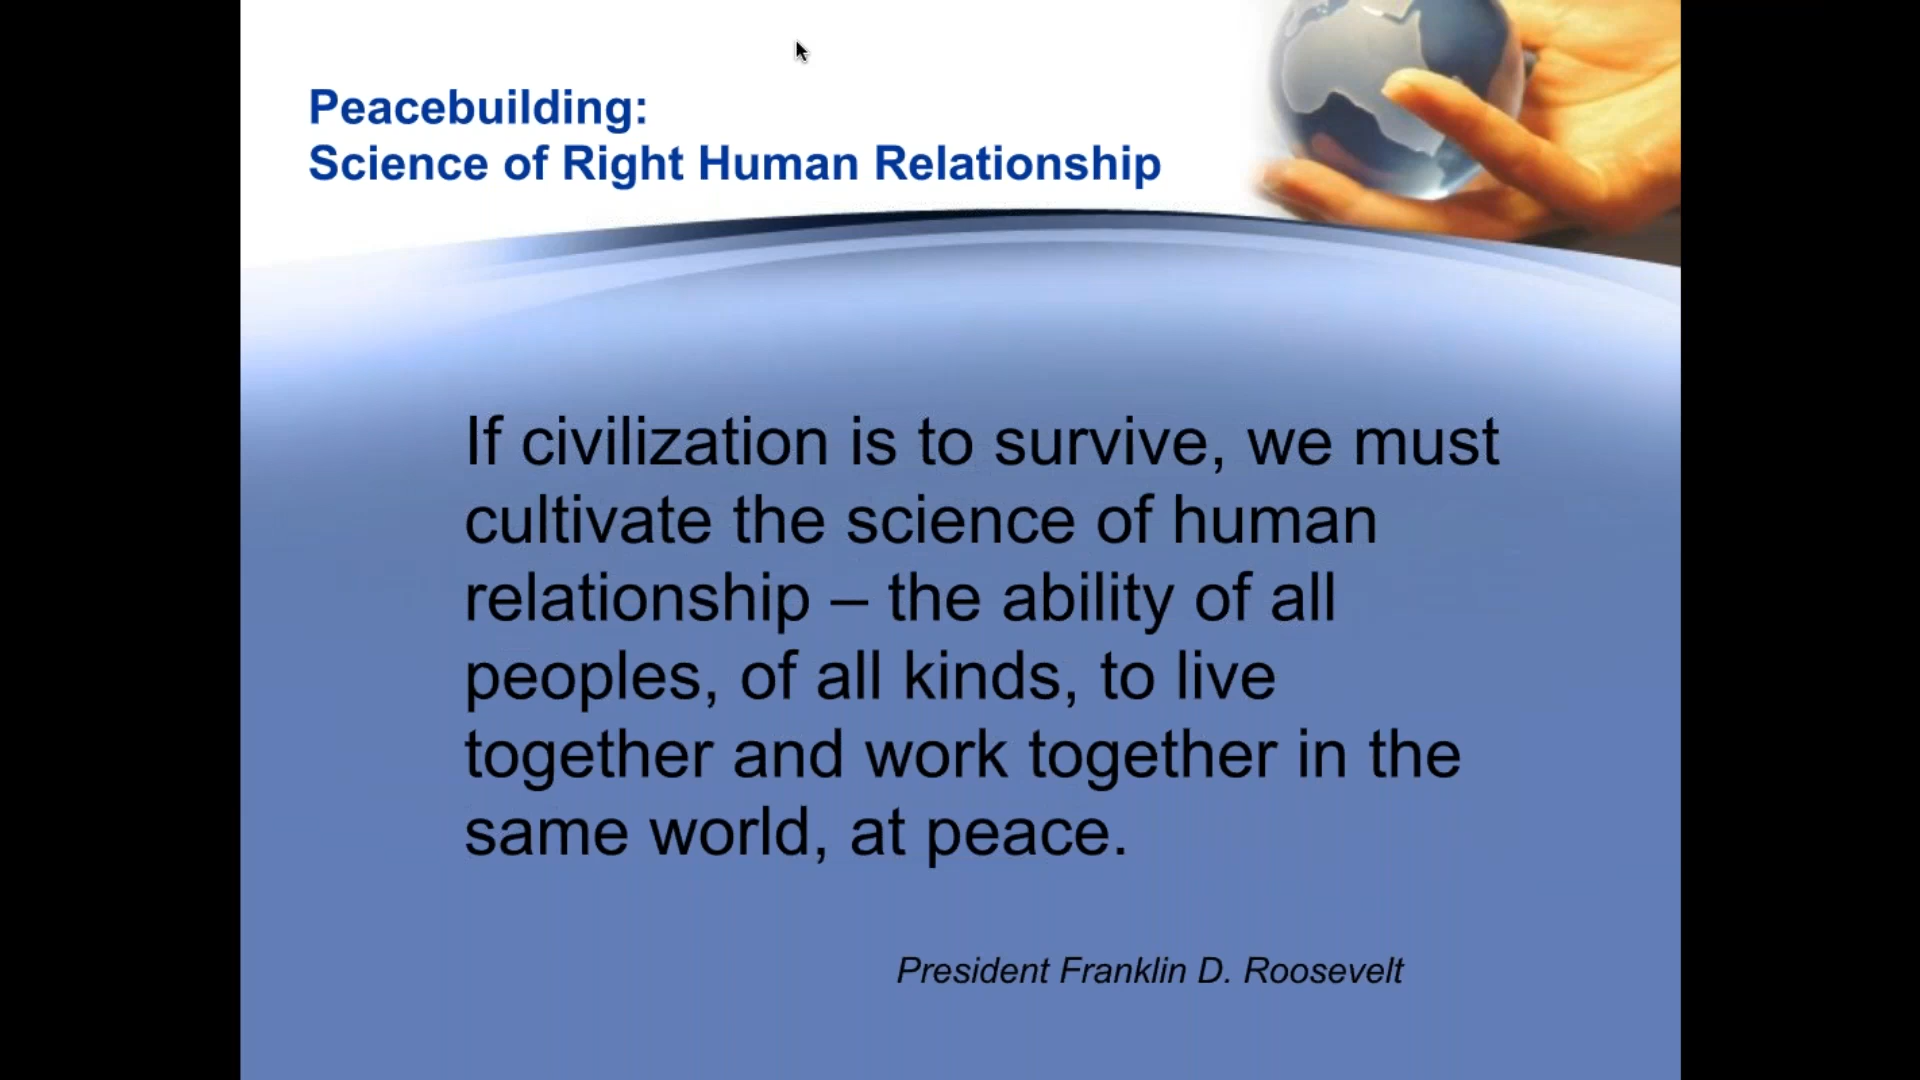 Peacebuilding:
Science of Right Human Relationship
If civilization is to survive, we must
cultivate the science of human
relationship – the ability of all
peoples, of all kinds, to live
together and work together in the
same world, at peace.
President Franklin D. Roosevelt